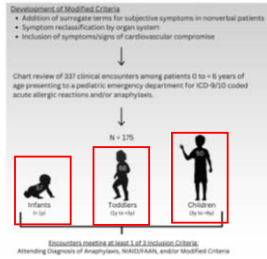 Development of Modified Criteria
• Addition of surrogate terms for subjective symptoms in nonverbal patients
• Symptom reclassification by organ system
• Inclusion of symptoms/signs of cardiovascular compromise
Chart review of 337 clinical encounters among patients 0 to < 6 years of
age presenting to a pediatric emergency department for ICD-9/10 coded
acute allergic reactions and/or anaphylaxis.
N = 175
Infants
Toddlers
Children
Encounters meeting at least 1 of 3 Inclusion Criteria:
Attending Diagnosis of Anaphylaxis, NIAID/FAAN, and/or Modified Criteria